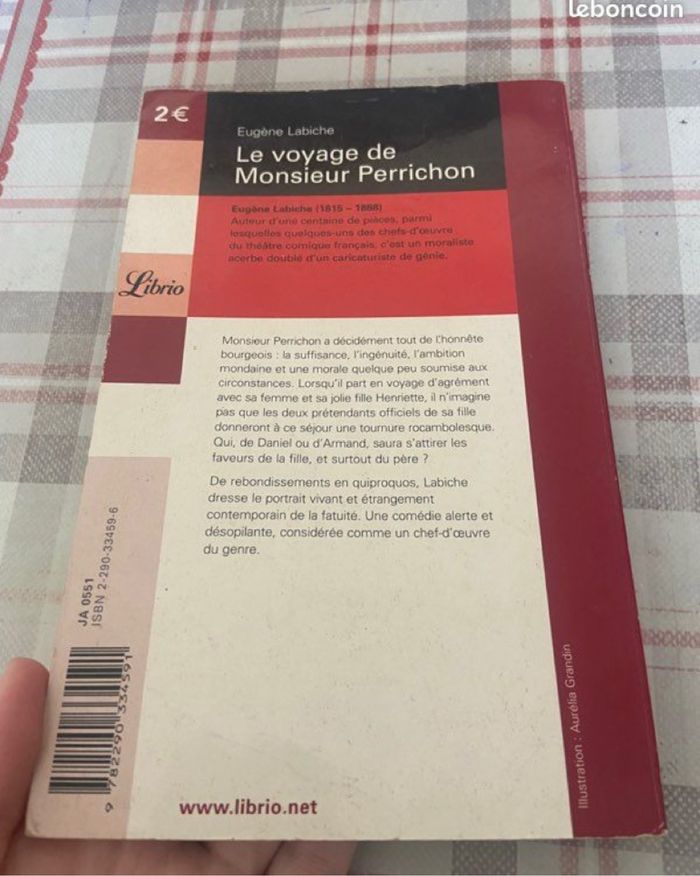 leboncoin
2€
Eugène Labiche
Le voyage de
Monsieur Perrichon
Eugène Labiche (1815 – 1888)
Auteur d'une centaine de pièces, parmi
lesquelles quelques-uns des chefs-d'œuvre
du théâtre comique français, c'est un moraliste
acerbe doublé d'un caricaturiste de génie.
Librio
Monsieur Perrichon a décidément tout de l'honnête
bourgeois : la suffisance, l'ingénuité, l'ambition
mondaine et une morale quelque peu soumise aux
circonstances. Lorsqu'il part en voyage d'agrément
avec sa femme et sa jolie fille Henriette, il n'imagine
pas que les deux prétendants officiels de sa fille
donneront à ce séjour une tournure rocambolesque.
Qui, de Daniel ou d'Armand, saura s'attirer les
faveurs de la fille, et surtout du père ?
De rebondissements en quiproquos, Labiche
dresse le portrait vivant et étrangement
contemporain de la fatuité. Une comédie alerte et
désopilante, considérée comme un chef-d'œuvre
du genre.
JA 0551
ISBN 2-290-33459-6
9 782290 334591
www.librio.net
Illustration : Aurélia Grandin